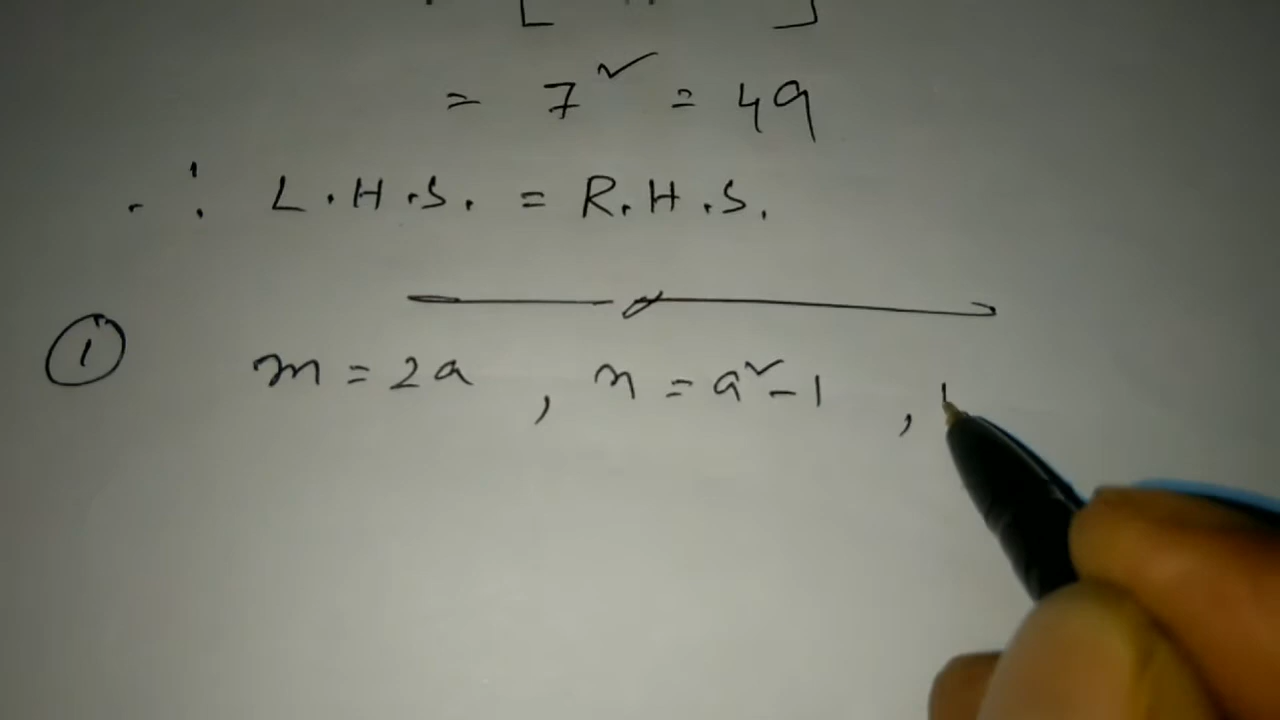 [ ]
= 7² = 49
∴ L.H.S. = R.H.S.
① m = 2a , n = a² - 1 ,